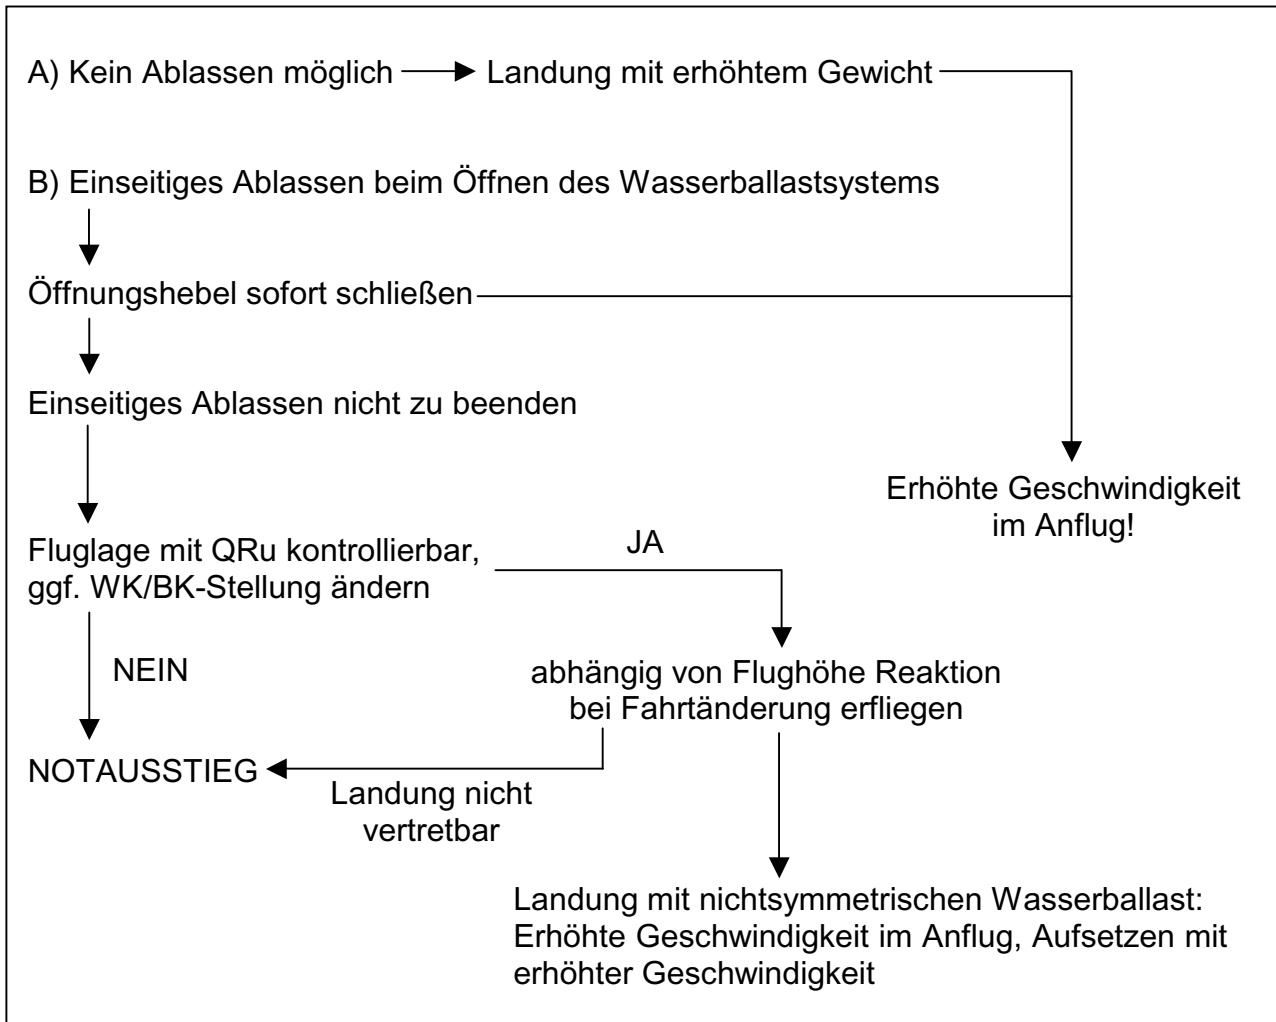 A) Kein Ablassen möglich
Landung mit erhöhtem Gewicht
B) Einseitiges Ablassen beim Öffnen des Wasserballastsystems
Öffnungshebel sofort schließen
Einseitiges Ablassen nicht zu beenden
Erhöhte Geschwindigkeit
im Anflug!
Fluglage mit QRu kontrollierbar,
ggf. WK/BK-Stellung ändern
JA
NEIN
abhängig von Flughöhe Reaktion
bei Fahrtänderung erfliegen
NOTAUSSTIEG
Landung nicht
vertretbar
Landung mit nichtsymmetrischen Wasserballast:
Erhöhte Geschwindigkeit im Anflug, Aufsetzen mit
erhöhter Geschwindigkeit